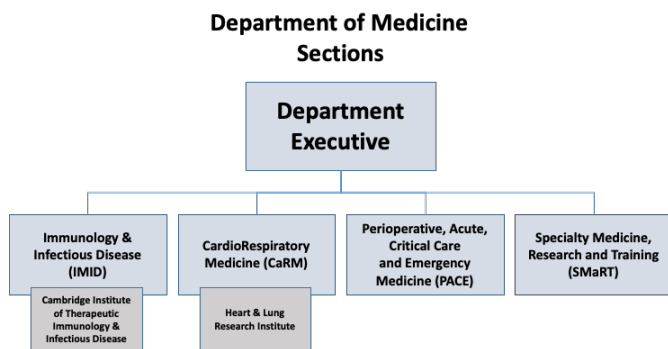 Department of Medicine
Sections
Department
Executive
Immunology &
Infectious Disease
(IMID)
Cambridge Institute
of Therapeutic
Immunology &
Infectious Disease
CardioRespiratory
Medicine (CaRM)
Heart & Lung
Research Institute
Perioperative, Acute,
Critical Care
and Emergency
Medicine (PACE)
Specialty Medicine,
Research and Training
(SMaRT)